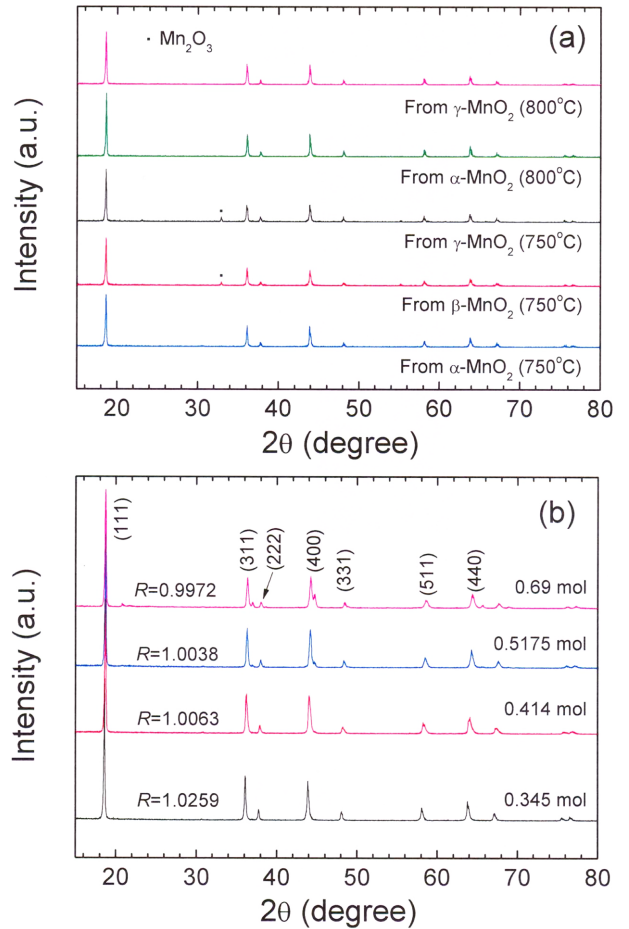 (a)
· Mn₂O₃
From γ-MnO₂ (800°C)
From α-MnO₂ (800°C)
From γ-MnO₂ (750°C)
From β-MnO₂ (750°C)
From α-MnO₂ (750°C)
Intensity (a.u.)
20 30 40 50 60 70 80
2θ (degree)
(b)
(111)
(311)
(222)
(400)
(331)
(511)
(440)
R=0.9972 0.69 mol
R=1.0038 0.5175 mol
R=1.0063 0.414 mol
R=1.0259 0.345 mol
Intensity (a.u.)
20 30 40 50 60 70 80
2θ (degree)